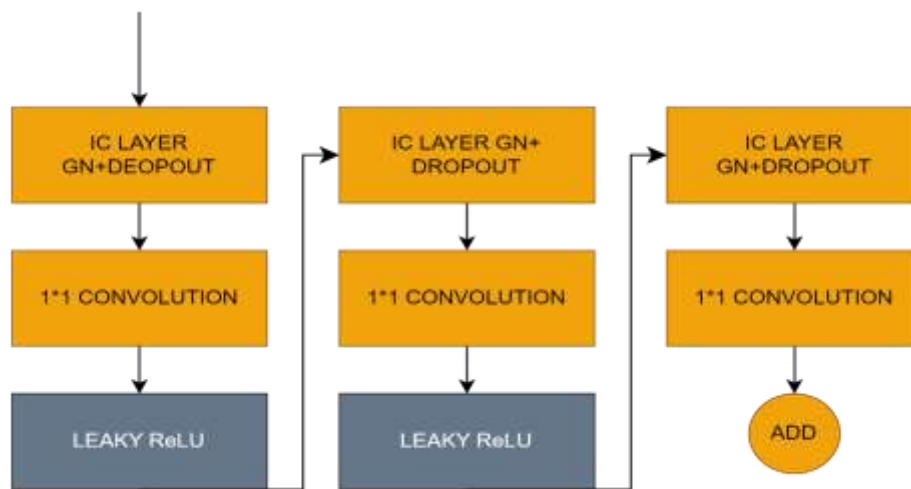 IC LAYER
GN+DEOPOUT
1*1 CONVOLUTION
LEAKY ReLU
IC LAYER GN+
DROPOUT
1*1 CONVOLUTION
LEAKY ReLU
IC LAYER
GN+DROPOUT
1*1 CONVOLUTION
ADD